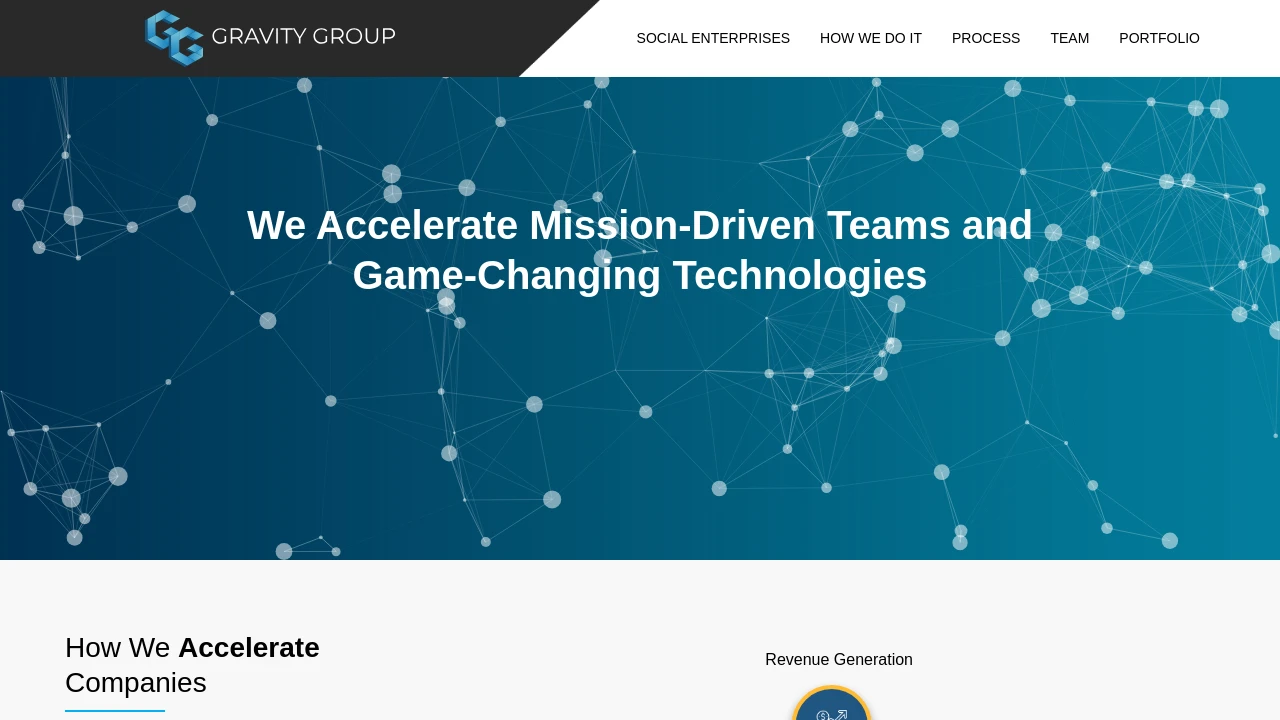 GRAVITY GROUP
SOCIAL ENTERPRISES
HOW WE DO IT
PROCESS
TEAM
PORTFOLIO
We Accelerate Mission-Driven Teams and
Game-Changing Technologies
How We Accelerate
Companies
Revenue Generation